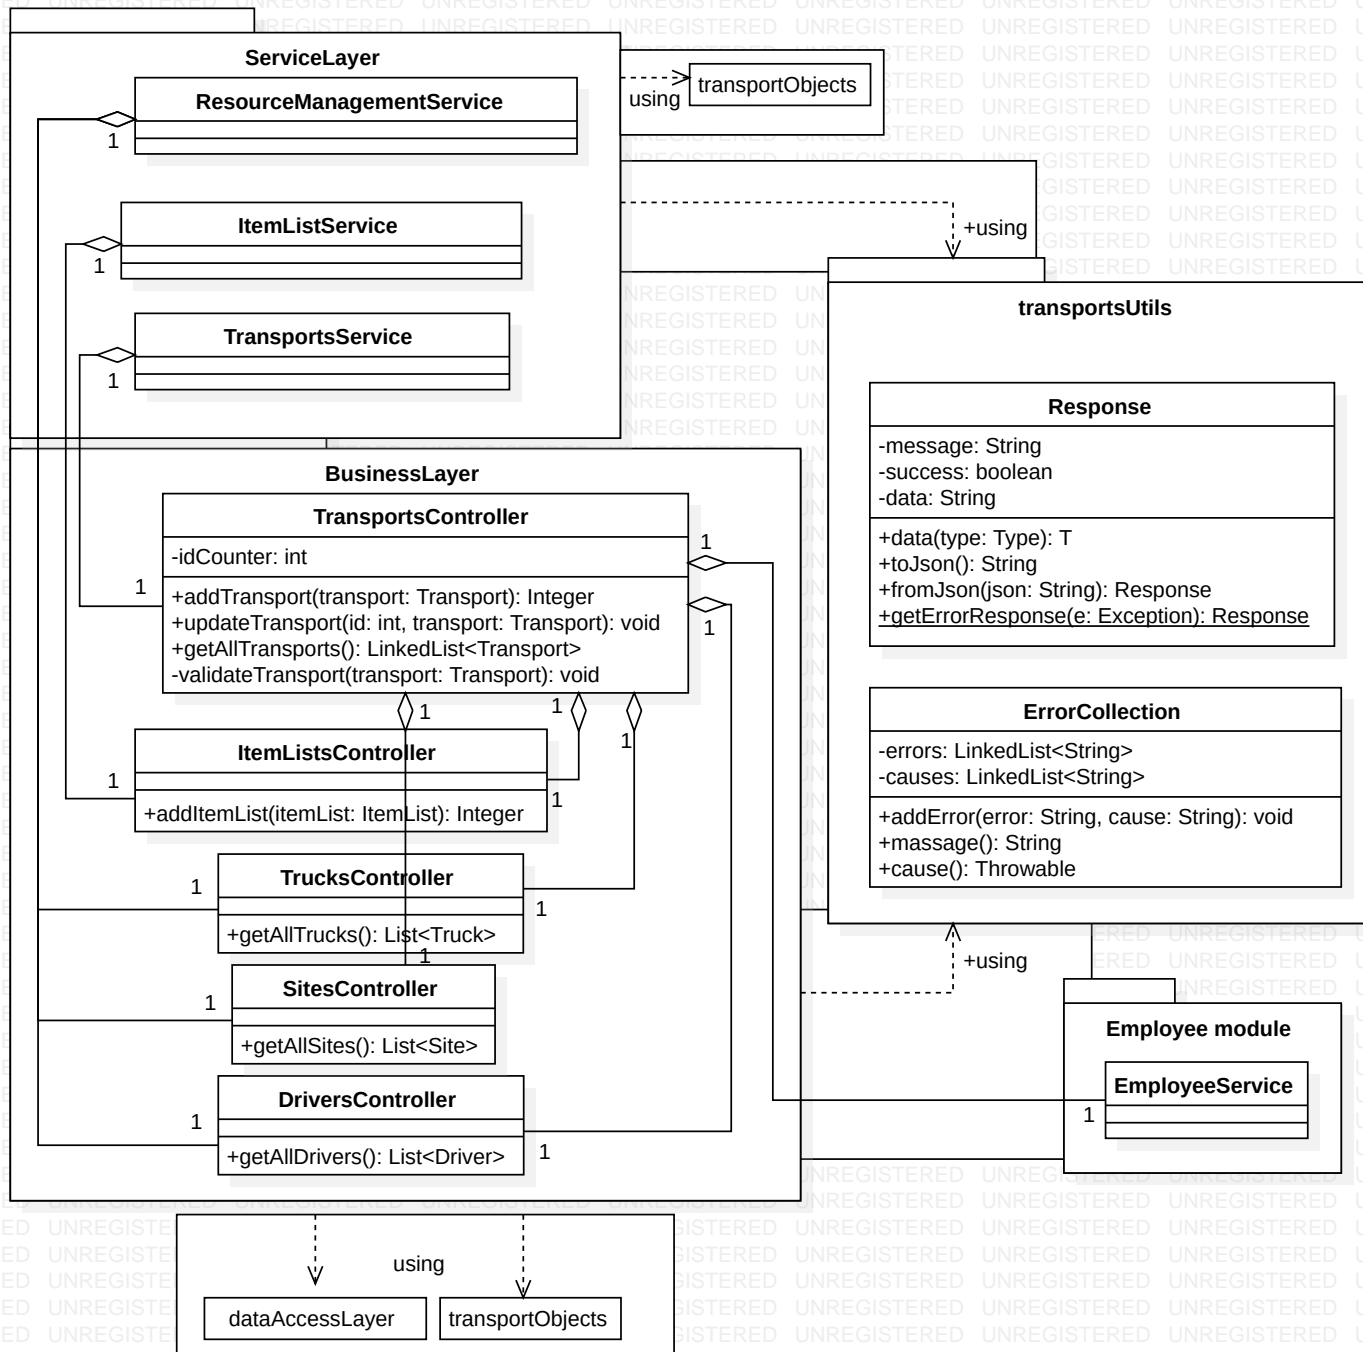 ServiceLayer
ResourceManagementService
1
using
transportObjects
ItemListService
1
+using
TransportsService
1
transportsUtils
Response
-message: String
-success: boolean
-data: String
+data(type: Type): T
+toJson(): String
+fromJson(json: String): Response
+getErrorResponse(e: Exception): Response
ErrorCollection
-errors: LinkedList<String>
-causes: LinkedList<String>
+addError(error: String, cause: String): void
+massage(): String
+cause(): Throwable
+using
BusinessLayer
TransportsController
-idCounter: int
+addTransport(transport: Transport): Integer
+updateTransport(id: int, transport: Transport): void
+getAllTransports(): LinkedList<Transport>
-validateTransport(transport: Transport): void
1
1
1
1
1
1
ItemListsController
+addItemList(itemList: ItemList): Integer
1
1
TrucksController
+getAllTrucks(): List<Truck>
1
1
1
SitesController
+getAllSites(): List<Site>
1
DriversController
+getAllDrivers(): List<Driver>
1
1
Employee module
EmployeeService
1
using
dataAccessLayer
transportObjects
UNREGISTERED